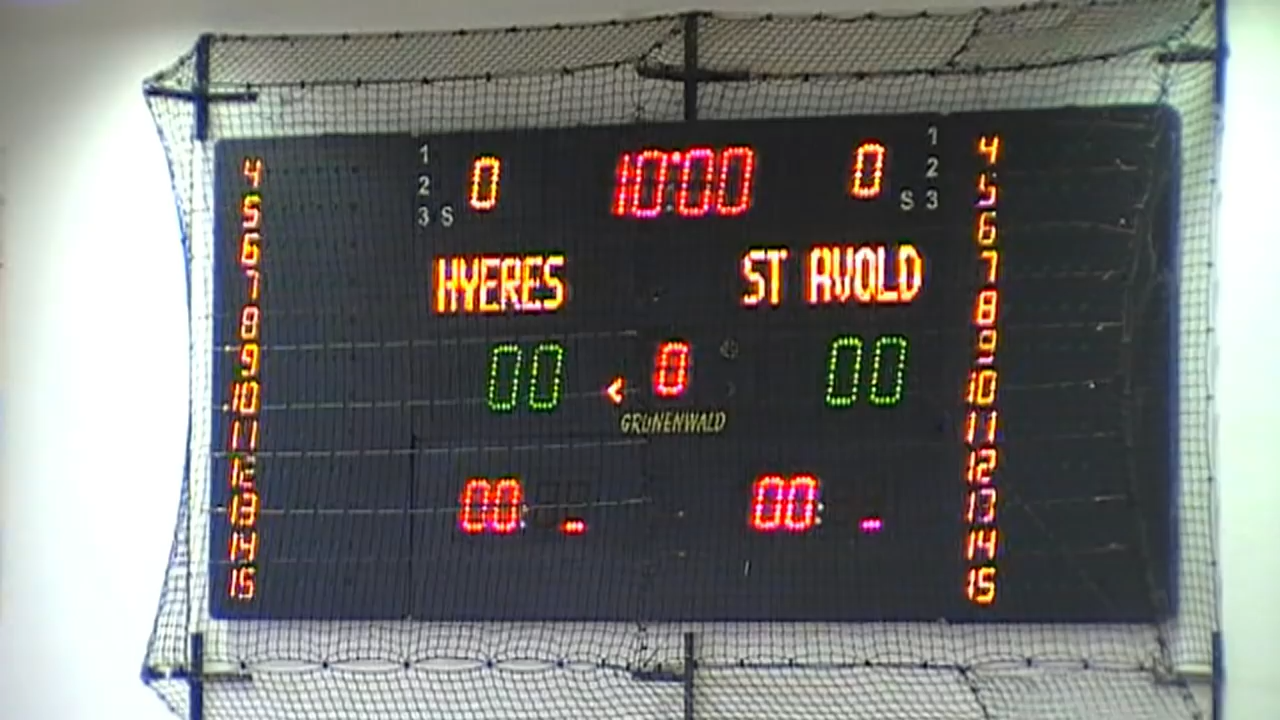 4 1 2 3 S 0 10:00 0 S 1 2 3 4
5 5
6 HYERES ST AVOLD 6
7 7
8 8
9 00 < 0 00 9
10 GRUNENWALD 10
11 11
12 12
13 00: _ 00: _ 13
14 14
15 15